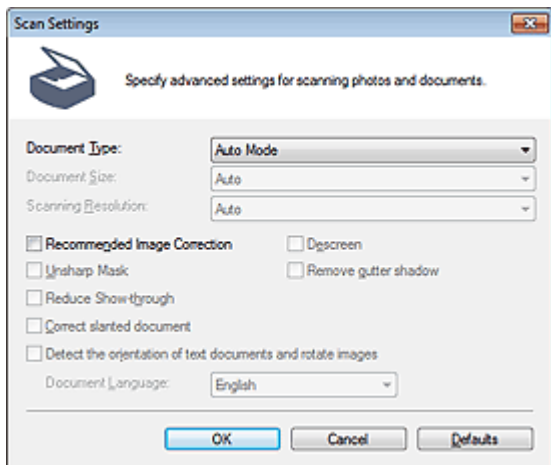 Scan Settings
Specify advanced settings for scanning photos and documents.
Document Type: Auto Mode
Document Size: Auto
Scanning Resolution: Auto
Recommended Image Correction Descreen
Unsharp Mask Remove gutter shadow
Reduce Show-through
Correct slanted document
Detect the orientation of text documents and rotate images
Document Language: English
OK Cancel Defaults